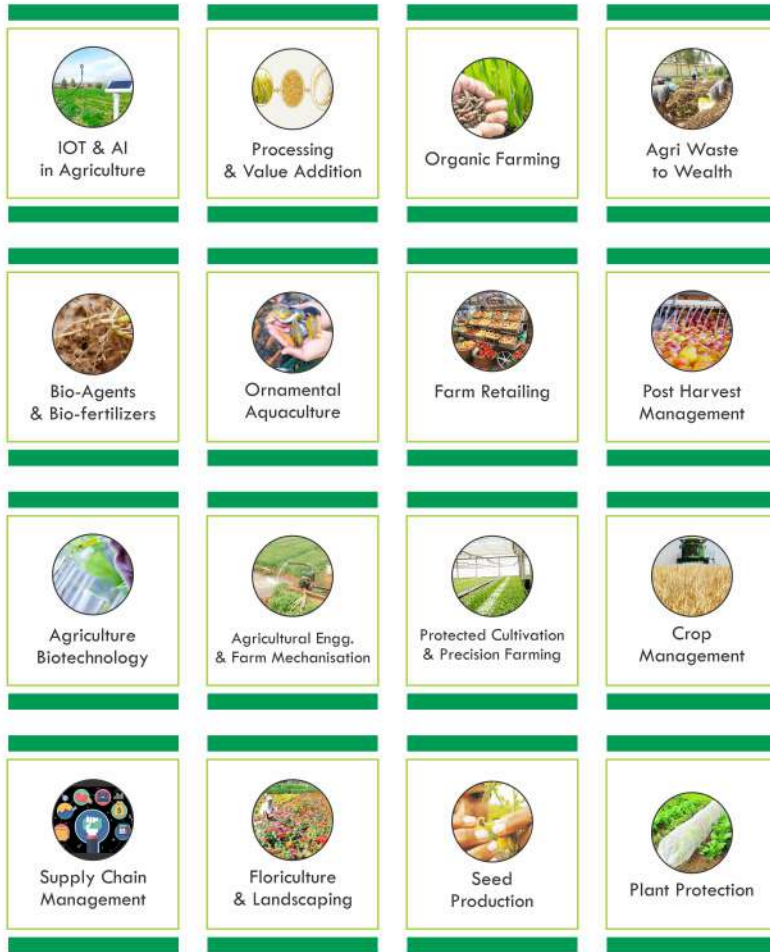 IOT & AI
in Agriculture
Processing
& Value Addition
Organic Farming
Agri Waste
to Wealth
Bio-Agents
& Bio-fertilizers
Ornamental
Aquaculture
Farm Retailing
Post Harvest
Management
Agriculture
Biotechnology
Agricultural Engg.
& Farm Mechanisation
Protected Cultivation
& Precision Farming
Crop
Management
Supply Chain
Management
Floriculture
& Landscaping
Seed
Production
Plant Protection